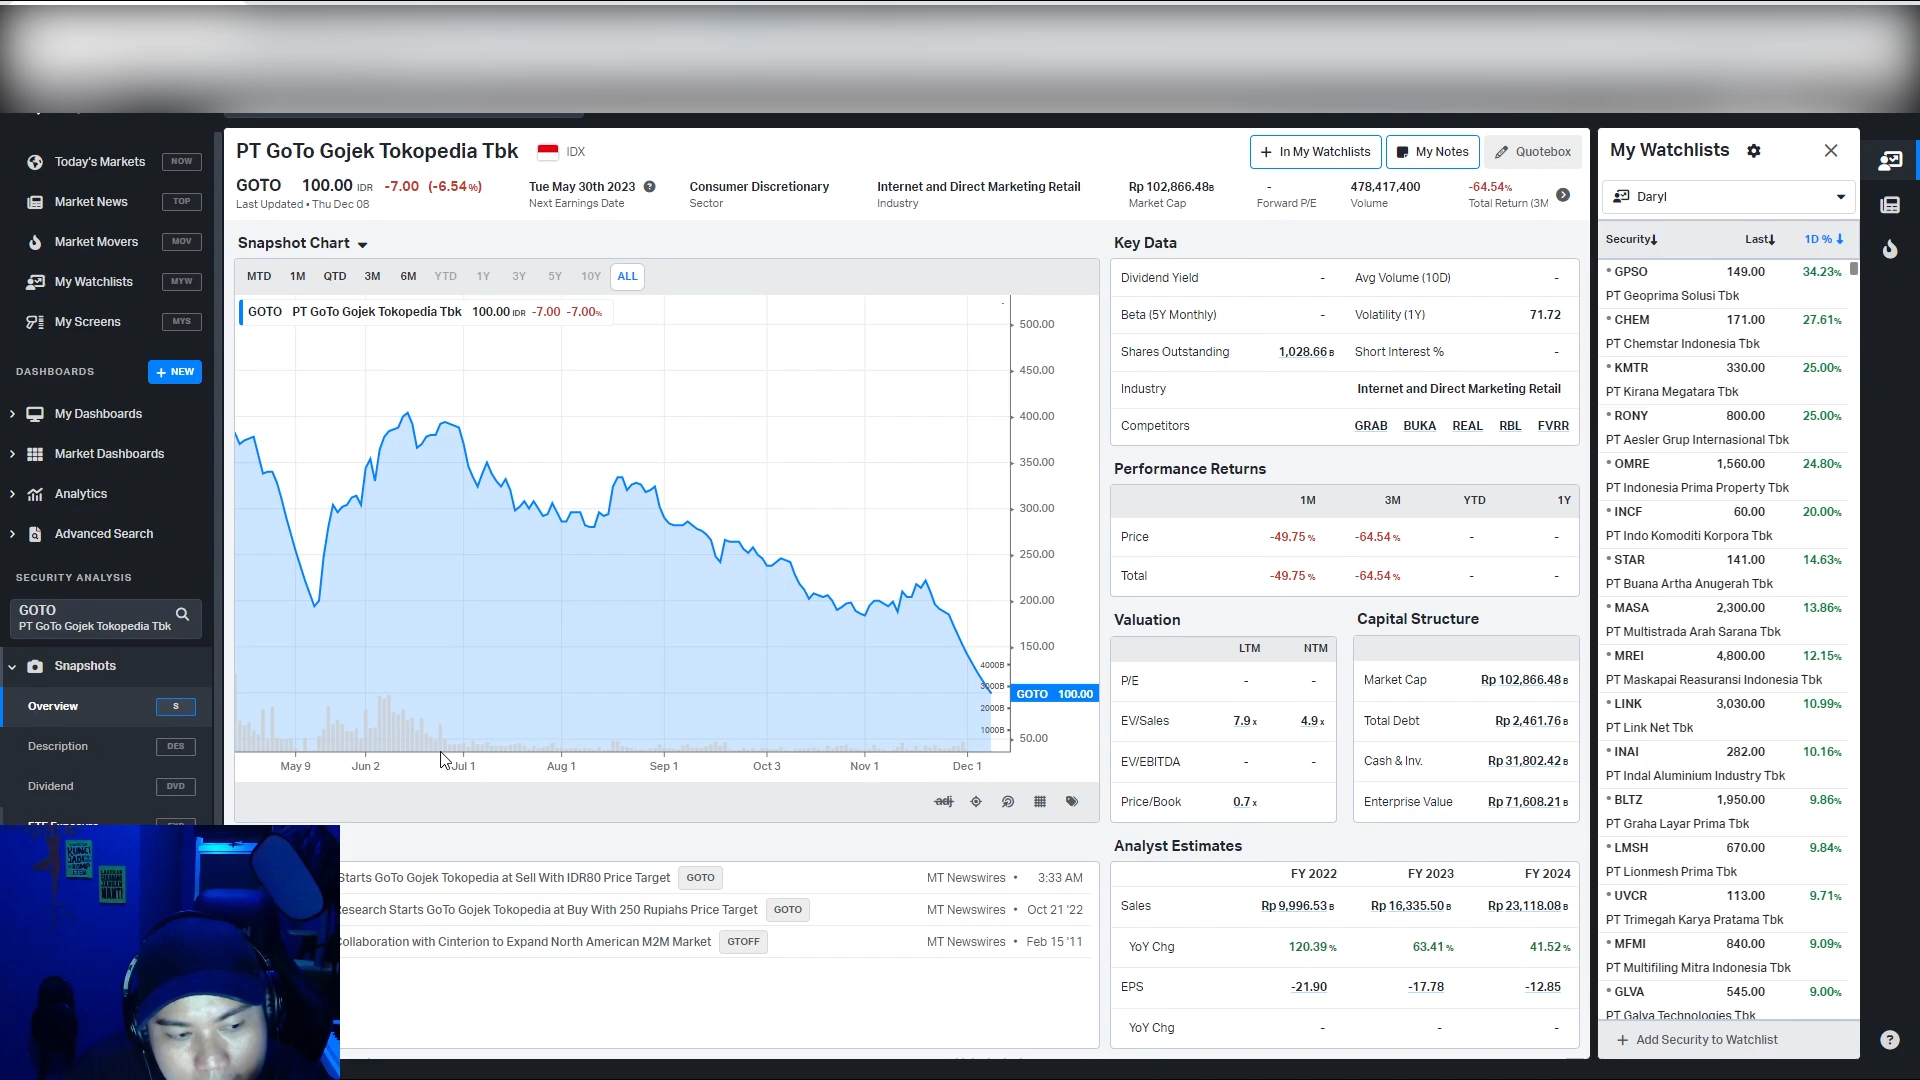 Today's Markets NOW
Market News TOP
Market Movers MOV
My Watchlists MYW
My Screens MYS
DASHBOARDS + NEW
My Dashboards
Market Dashboards
Analytics
Advanced Search
SECURITY ANALYSIS
GOTO
PT GoTo Gojek Tokopedia Tbk
Snapshots
Overview S
Description DES
Dividend DVD
PT GoTo Gojek Tokopedia Tbk IDX
+ In My Watchlists My Notes Quotebox
GOTO 100.00 IDR -7.00 (-6.54%)
Last Updated • Thu Dec 08
Tue May 30th 2023
Next Earnings Date
Consumer Discretionary
Sector
Internet and Direct Marketing Retail
Industry
Rp 102,866.48B
Market Cap
-
Forward P/E
478,417,400
Volume
-64.54%
Total Return (3M
Snapshot Chart
MTD 1M QTD 3M 6M YTD 1Y 3Y 5Y 10Y ALL
GOTO PT GoTo Gojek Tokopedia Tbk 100.00 IDR -7.00 -7.00%
500.00
450.00
400.00
350.00
300.00
250.00
200.00
150.00
4000B
3000B
GOTO 100.00
2000B
1000B
50.00
May 9 Jun 2 Jul 1 Aug 1 Sep 1 Oct 3 Nov 1 Dec 1
adj
Starts GoTo Gojek Tokopedia at Sell With IDR80 Price Target GOTO MT Newswires • 3:33 AM
Research Starts GoTo Gojek Tokopedia at Buy With 250 Rupiahs Price Target GOTO MT Newswires • Oct 21 '22
Collaboration with Cinterion to Expand North American M2M Market GTOFF MT Newswires • Feb 15 '11
Key Data
Dividend Yield - Avg Volume (10D) -
Beta (5Y Monthly) - Volatility (1Y) 71.72
Shares Outstanding 1,028.66 B Short Interest % -
Industry Internet and Direct Marketing Retail
Competitors GRAB BUKA REAL RBL FVRR
Performance Returns
1M 3M YTD 1Y
Price -49.75 % -64.54 % - -
Total -49.75 % -64.54 % - -
Valuation
LTM NTM
P/E - -
EV/Sales 7.9 x 4.9 x
EV/EBITDA - -
Price/Book 0.7 x
Capital Structure
Market Cap Rp 102,866.48 B
Total Debt Rp 2,461.76 B
Cash & Inv. Rp 31,802.42 B
Enterprise Value Rp 71,608.21 B
Analyst Estimates
FY 2022 FY 2023 FY 2024
Sales Rp 9,996.53 B Rp 16,335.50 B Rp 23,118.08 B
YoY Chg 120.39 % 63.41 % 41.52 %
EPS -21.90 -17.78 -12.85
YoY Chg - - -
My Watchlists
Daryl
Security Last 1D %
GPSO 149.00 34.23%
PT Geoprima Solusi Tbk
CHEM 171.00 27.61%
PT Chemstar Indonesia Tbk
KMTR 330.00 25.00%
PT Kirana Megatara Tbk
RONY 800.00 25.00%
PT Aesler Grup Internasional Tbk
OMRE 1,560.00 24.80%
PT Indonesia Prima Property Tbk
INCF 60.00 20.00%
PT Indo Komoditi Korpora Tbk
STAR 141.00 14.63%
PT Buana Artha Anugerah Tbk
MASA 2,300.00 13.86%
PT Multistrada Arah Sarana Tbk
MREI 4,800.00 12.15%
PT Maskapai Reasuransi Indonesia Tbk
LINK 3,030.00 10.99%
PT Link Net Tbk
INAI 282.00 10.16%
PT Indal Aluminium Industry Tbk
BLTZ 1,950.00 9.86%
PT Graha Layar Prima Tbk
LMSH 670.00 9.84%
PT Lionmesh Prima Tbk
UVCR 113.00 9.71%
PT Trimegah Karya Pratama Tbk
MFMI 840.00 9.09%
PT Multifiling Mitra Indonesia Tbk
GLVA 545.00 9.00%
PT Galva Technologies Tbk
+ Add Security to Watchlist